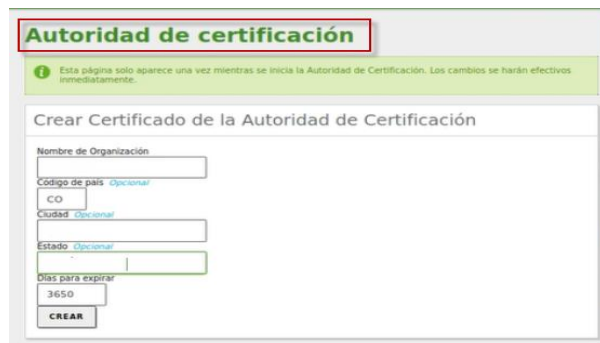 Autoridad de certificación
Esta página solo aparece una vez mientras se inicia la Autoridad de Certificación. Los cambios se harán efectivos
inmediatamente.
Crear Certificado de la Autoridad de Certificación
Nombre de Organización
Código de país Opcional
CO
Ciudad Opcional
Estado Opcional
Días para expirar
3650
CREAR